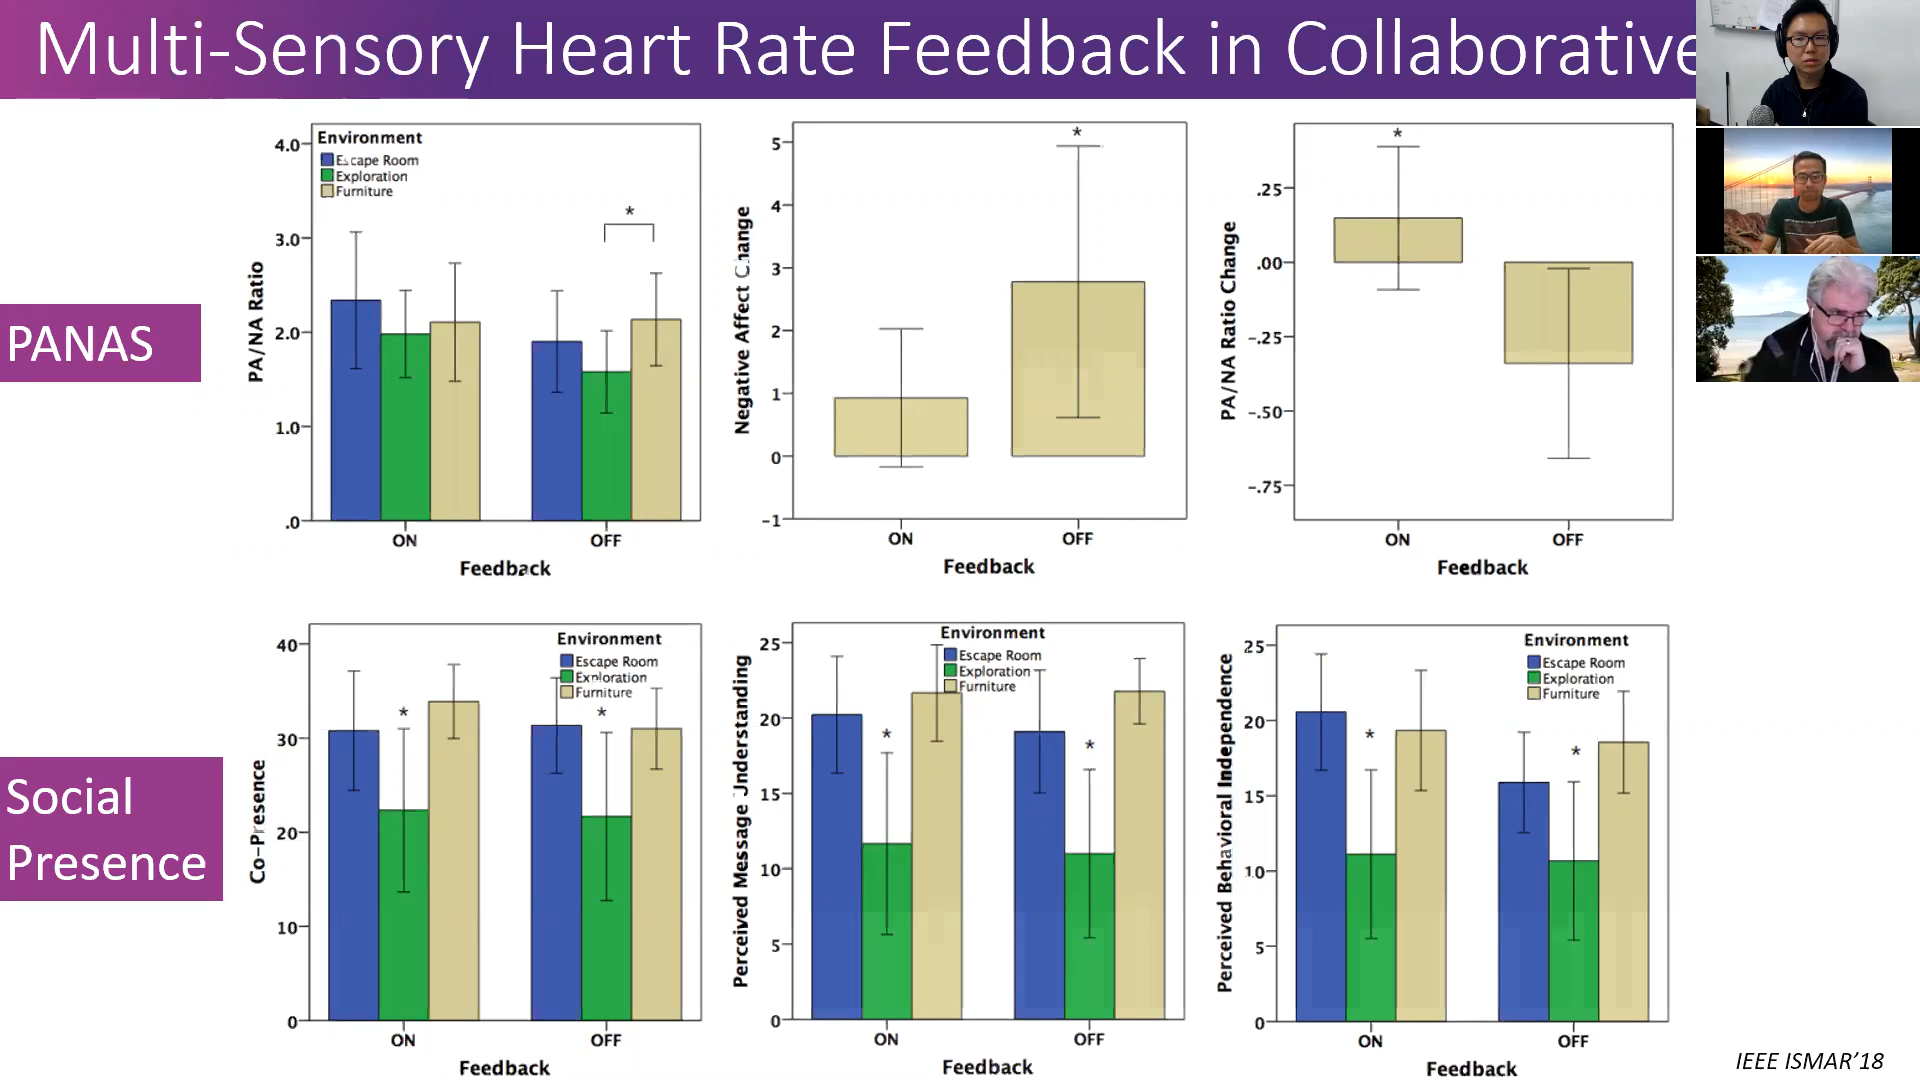 Multi-Sensory Heart Rate Feedback in Collaborative
PANAS
4.0
3.0
2.0
1.0
.0
PA/NA Ratio
Environment
Escape Room
Exploration
Furniture
*
ON
OFF
Feedback
5
4
3
2
1
0
-1
Negative Affect Change
*
ON
OFF
Feedback
.25
.00
-.25
-.50
-.75
PA/NA Ratio Change
*
ON
OFF
Feedback
Social
Presence
40
30
20
10
0
Co-Presence
Environment
Escape Room
Exploration
Furniture
*
*
ON
OFF
Feedback
25
20
15
10
5
0
Perceived Message Understanding
Environment
Escape Room
Exploration
Furniture
*
*
ON
OFF
Feedback
25
20
15
10
5
0
Perceived Behavioral Independence
Environment
Escape Room
Exploration
Furniture
*
*
ON
OFF
Feedback
IEEE ISMAR'18